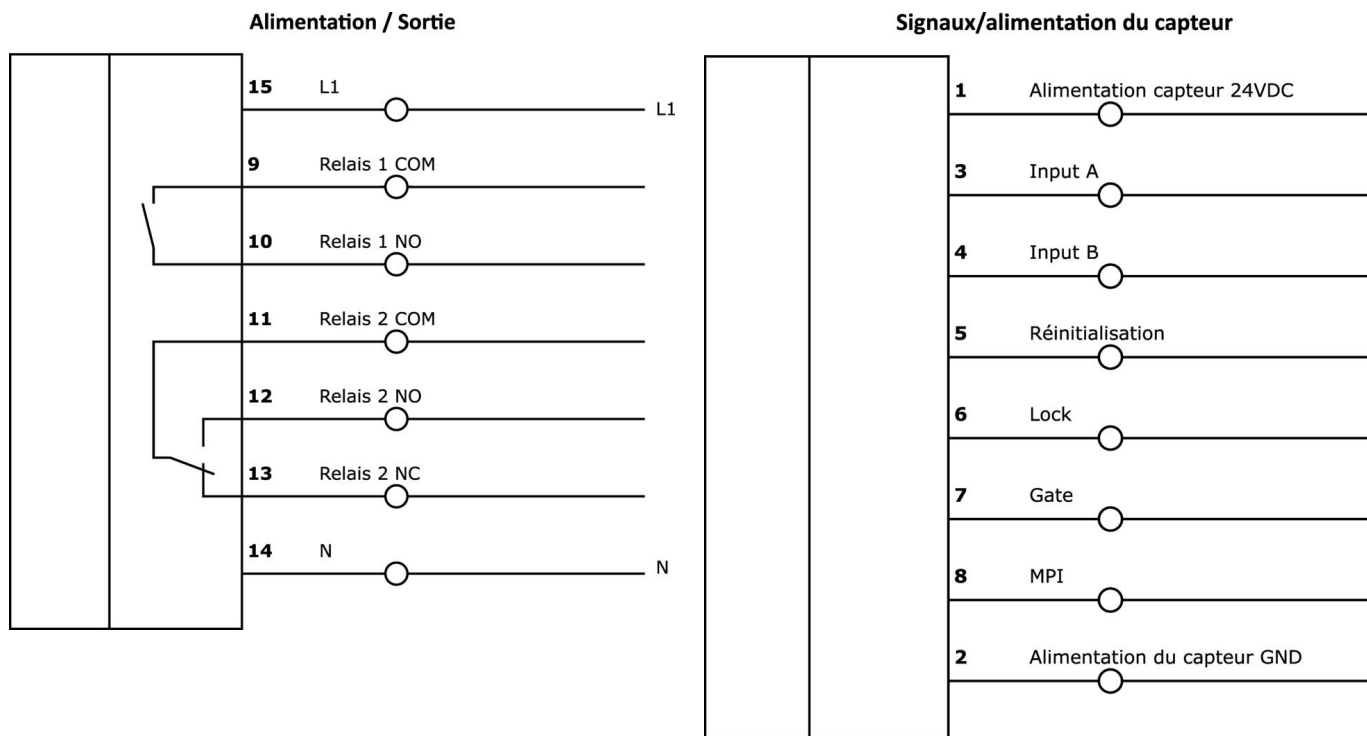 Alimentation / Sortie
15 L1
L1
9 Relais 1 COM
10 Relais 1 NO
11 Relais 2 COM
12 Relais 2 NO
13 Relais 2 NC
14 N
N
Signaux/alimentation du capteur
1 Alimentation capteur 24VDC
3 Input A
4 Input B
5 Réinitialisation
6 Lock
7 Gate
8 MPI
2 Alimentation du capteur GND